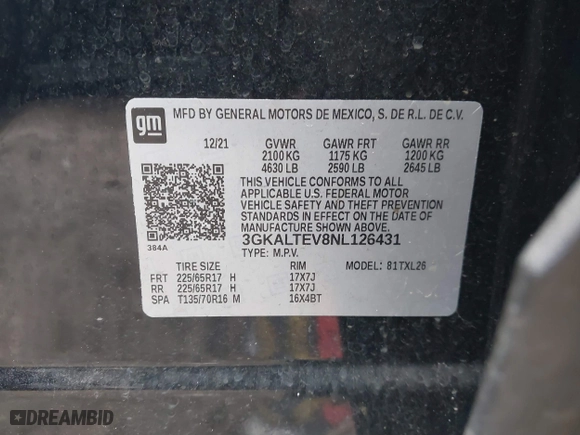 gm
MFD BY GENERAL MOTORS DE MEXICO, S. DE R.L. DE C.V.
12/21 GVWR GAWR FRT GAWR RR
2100 KG 1175 KG 1200 KG
4630 LB 2590 LB 2645 LB
THIS VEHICLE CONFORMS TO ALL
APPLICABLE U.S. FEDERAL MOTOR
VEHICLE SAFETY AND THEFT PREVENTION
STANDARDS IN EFFECT ON THE DATE OF
MANUFACTURE SHOWN ABOVE.
384A 3GKALTEV8NL126431
TYPE: M.P.V.
TIRE SIZE RIM MODEL: 81TXL26
FRT 225/65R17 H 17X7J
RR 225/65R17 H 17X7J
SPA T135/70R16 M 16X4BT
DREAMBID